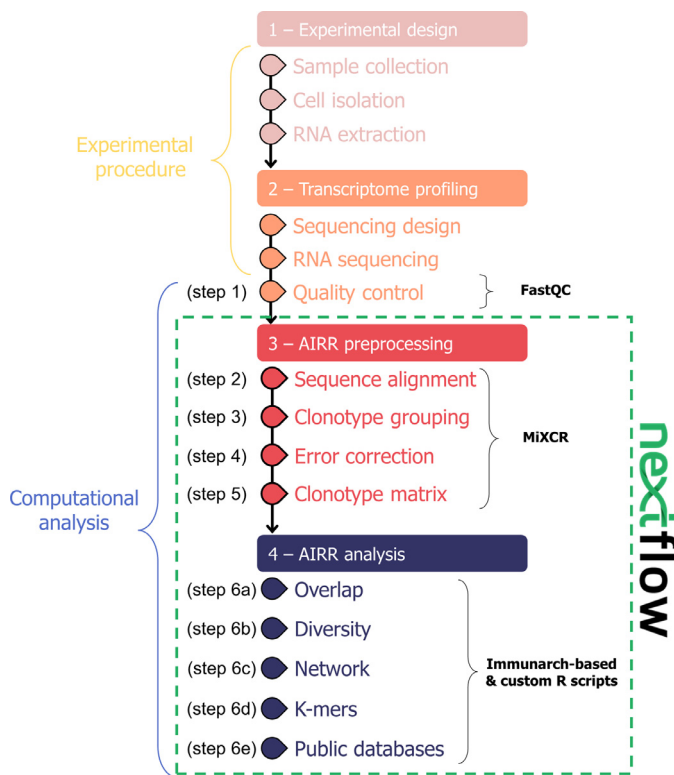 1 – Experimental design
Sample collection
Cell isolation
RNA extraction
Experimental
procedure
2 – Transcriptome profiling
Sequencing design
RNA sequencing
(step 1) Quality control
FastQC
3 – AIRR preprocessing
(step 2) Sequence alignment
(step 3) Clonotype grouping
(step 4) Error correction
(step 5) Clonotype matrix
MiXCR
Computational
analysis
4 – AIRR analysis
(step 6a) Overlap
(step 6b) Diversity
(step 6c) Network
(step 6d) K-mers
(step 6e) Public databases
Immunarch-based
& custom R scripts
nextflow